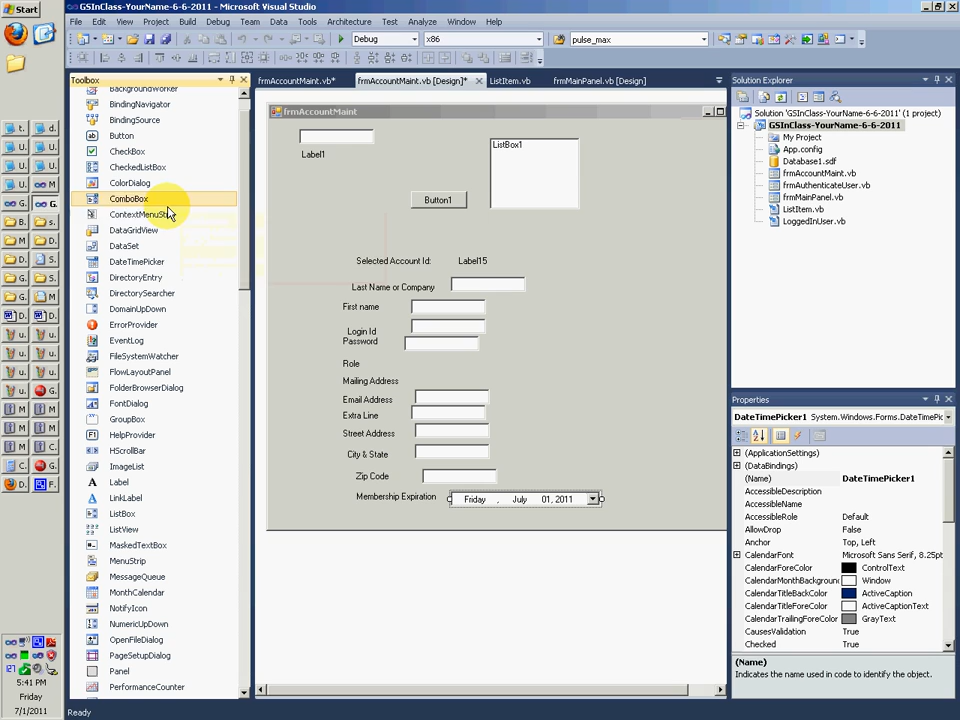 Start
GSInClass-YourName-6-6-2011 - Microsoft Visual Studio
File Edit View Project Build Debug Team Data Tools Architecture Test Analyze Window Help
Debug x86 pulse_max
Toolbox
frmAccountMaint.vb* frmAccountMaint.vb [Design]* ListItem.vb frmMainPanel.vb [Design]
Solution Explorer
BackgroundWorker
BindingNavigator
BindingSource
Button
CheckBox
CheckedListBox
ColorDialog
ComboBox
ContextMenuStrip
DataGridView
DataSet
DateTimePicker
DirectoryEntry
DirectorySearcher
DomainUpDown
ErrorProvider
EventLog
FileSystemWatcher
FlowLayoutPanel
FolderBrowserDialog
FontDialog
GroupBox
HelpProvider
HScrollBar
ImageList
Label
LinkLabel
ListBox
ListView
MaskedTextBox
MenuStrip
MessageQueue
MonthCalendar
NotifyIcon
NumericUpDown
OpenFileDialog
PageSetupDialog
Panel
PerformanceCounter
frmAccountMaint
Label1
ListBox1
Button1
Selected Account Id: Label15
Last Name or Company
First name
Login Id
Password
Role
Mailing Address
Email Address
Extra Line
Street Address
City & State
Zip Code
Membership Expiration Friday , July 01, 2011
Solution 'GSInClass-YourName-6-6-2011' (1 project)
GSInClass-YourName-6-6-2011
My Project
App.config
Database1.sdf
frmAccountMaint.vb
frmAuthenticateUser.vb
frmMainPanel.vb
ListItem.vb
LoggedInUser.vb
Properties
DateTimePicker1 System.Windows.Forms.DateTimePic
(ApplicationSettings)
(DataBindings)
(Name) DateTimePicker1
AccessibleDescription
AccessibleName
AccessibleRole Default
AllowDrop False
Anchor Top, Left
CalendarFont Microsoft Sans Serif, 8.25pt
CalendarForeColor ControlText
CalendarMonthBackground Window
CalendarTitleBackColor ActiveCaption
CalendarTitleForeColor ActiveCaptionText
CalendarTrailingForeColor GrayText
CausesValidation True
Checked True
(Name)
Indicates the name used in code to identify the object.
t. d.
U. U.
U. U.
U. M
G. G.
B. s.
M D.
D. S.
G. S.
G. M
D. D.
u. u.
u. u.
u. u.
u. G.
M M
M M
M C.
C. G.
D. F.
5:41 PM
Friday
7/1/2011
Ready